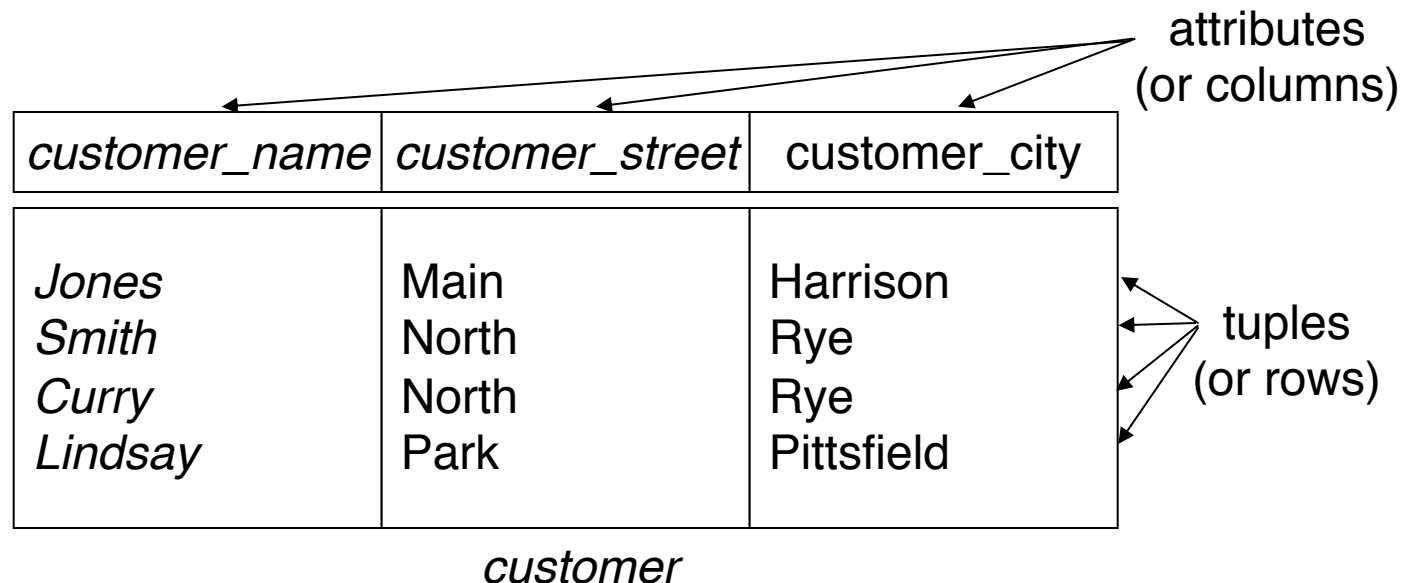 attributes
(or columns)
customer_name customer_street customer_city
Jones Main Harrison
Smith North Rye
Curry North Rye
Lindsay Park Pittsfield
tuples
(or rows)
customer